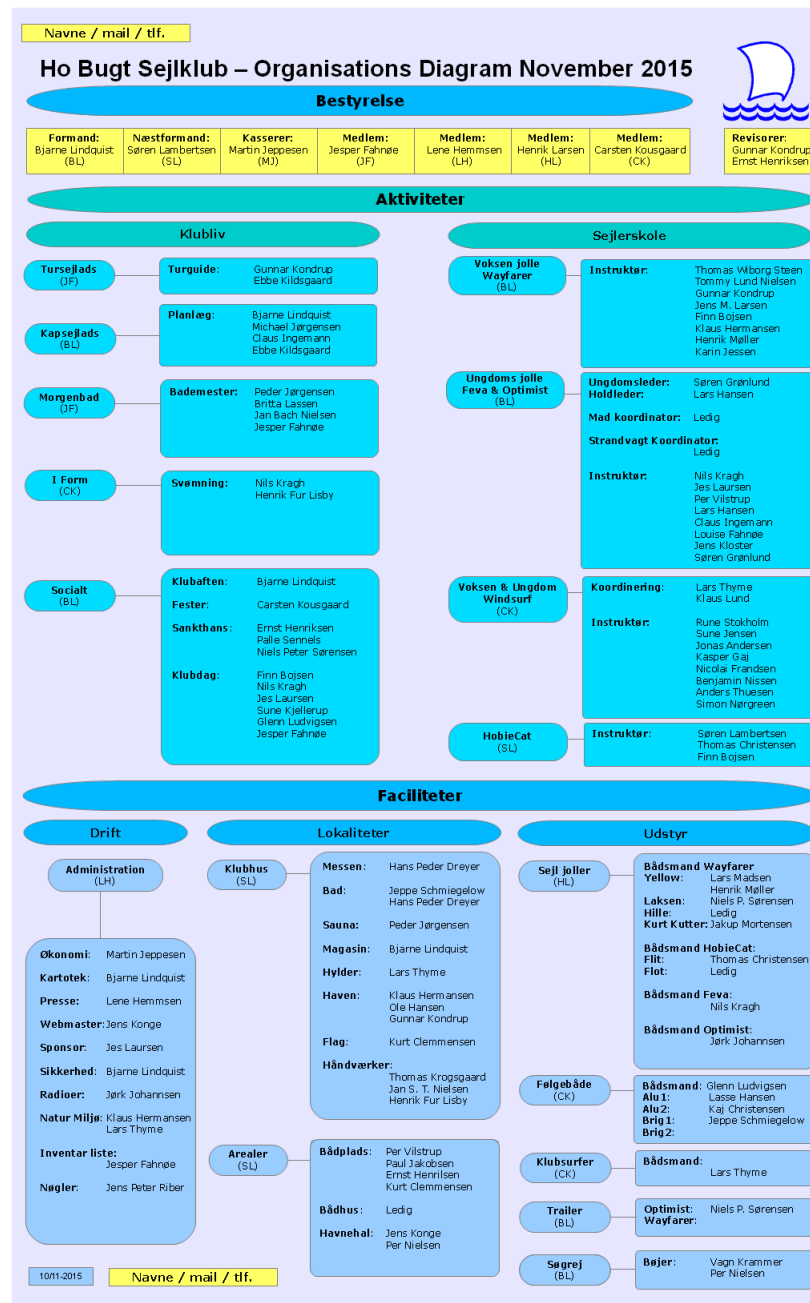 Navne / mail / tlf.
Ho Bugt Sejlklub – Organisations Diagram November 2015
Bestyrelse
Formand:
Bjarne Lindquist
(BL)
Næstformand:
Søren Lambertsen
(SL)
Kasserer:
Martin Jeppesen
(MJ)
Medlem:
Jesper Fahnøe
(JF)
Medlem:
Lene Hemmsen
(LH)
Medlem:
Henrik Larsen
(HL)
Medlem:
Carsten Kousgaard
(CK)
Revisorer:
Gunnar Kondrup
Ernst Henriksen
Aktiviteter
Klubliv
Tursejlads
(JF)
Turguide: Gunnar Kondrup
Ebbe Kildsgaard
Kapsejlads
(BL)
Planlæg: Bjarne Lindquist
Michael Jørgensen
Claus Ingemann
Ebbe Kildsgaard
Morgenbad
(JF)
Bademester: Peder Jørgensen
Britta Lassen
Jan Bach Nielsen
Jesper Fahnøe
I Form
(CK)
Svømning: Nils Kragh
Henrik Fur Lisby
Socialt
(BL)
Klubaften: Bjarne Lindquist
Fester: Carsten Kousgaard
Sankthans: Ernst Henriksen
Palle Sennels
Niels Peter Sørensen
Klubdag: Finn Bojsen
Nils Kragh
Jes Laursen
Sune Kjellerup
Glenn Ludvigsen
Jesper Fahnøe
Sejlerskole
Voksen jolle
Wayfarer
(BL)
Instruktør: Thomas Wiborg Steen
Tommy Lund Nielsen
Gunnar Kondrup
Jens M. Larsen
Finn Bojsen
Klaus Hermansen
Henrik Møller
Karin Jessen
Ungdoms jolle
Feva & Optimist
(BL)
Ungdomsleder: Søren Grønlund
Holdleder: Lars Hansen
Mad koordinator: Ledig
Strandvagt Koordinator:
Ledig
Instruktør: Nils Kragh
Jes Laursen
Per Vilstrup
Lars Hansen
Claus Ingemann
Louise Fahnøe
Jens Kloster
Søren Grønlund
Voksen & Ungdom
Windsurf
(CK)
Koordinering: Lars Thyme
Klaus Lund
Instruktør: Rune Stokholm
Sune Jensen
Jonas Andersen
Kasper Gaj
Nicolai Frandsen
Benjamin Nissen
Anders Thuesen
Simon Nørgreen
HobieCat
(SL)
Instruktør: Søren Lambertsen
Thomas Christensen
Finn Bojsen
Faciliteter
Drift
Administration
(LH)
Økonomi: Martin Jeppesen
Kartotek: Bjarne Lindquist
Presse: Lene Hemmsen
Webmaster: Jens Konge
Sponsor: Jes Laursen
Sikkerhed: Bjarne Lindquist
Radioer: Jørk Johannsen
Natur Miljø: Klaus Hermansen
Lars Thyme
Inventar liste:
Jesper Fahnøe
Nøgler: Jens Peter Riber
Lokaliteter
Klubhus
(SL)
Messen: Hans Peder Dreyer
Bad: Jeppe Schmiegelow
Hans Peder Dreyer
Sauna: Peder Jørgensen
Magasin: Bjarne Lindquist
Hylder: Lars Thyme
Haven: Klaus Hermansen
Ole Hansen
Gunnar Kondrup
Flag: Kurt Clemmensen
Håndværker:
Thomas Krogsgaard
Jan S. T. Nielsen
Henrik Fur Lisby
Arealer
(SL)
Bådplads: Per Vilstrup
Paul Jakobsen
Ernst Henrilsen
Kurt Clemmensen
Bådhus: Ledig
Havnehal: Jens Konge
Per Nielsen
Udstyr
Sejl joller
(HL)
Bådsmand Wayfarer
Yellow: Lars Madsen
Henrik Møller
Laksen: Niels P. Sørensen
Hille: Ledig
Kurt Kutter: Jakup Mortensen
Bådsmand HobieCat:
Flit: Thomas Christensen
Flot: Ledig
Bådsmand Feva:
Nils Kragh
Bådsmand Optimist:
Jørk Johannsen
Følgebåde
(CK)
Bådsmand: Glenn Ludvigsen
Alu1: Lasse Hansen
Alu2: Kaj Christensen
Brig1: Jeppe Schmiegelow
Brig2:
Klubsurfer
(CK)
Bådsmand:
Lars Thyme
Trailer
(BL)
Optimist: Niels P. Sørensen
Wayfarer:
Søgrej
(BL)
Bøjer: Vagn Krammer
Per Nielsen
10/11-2015
Navne / mail / tlf.